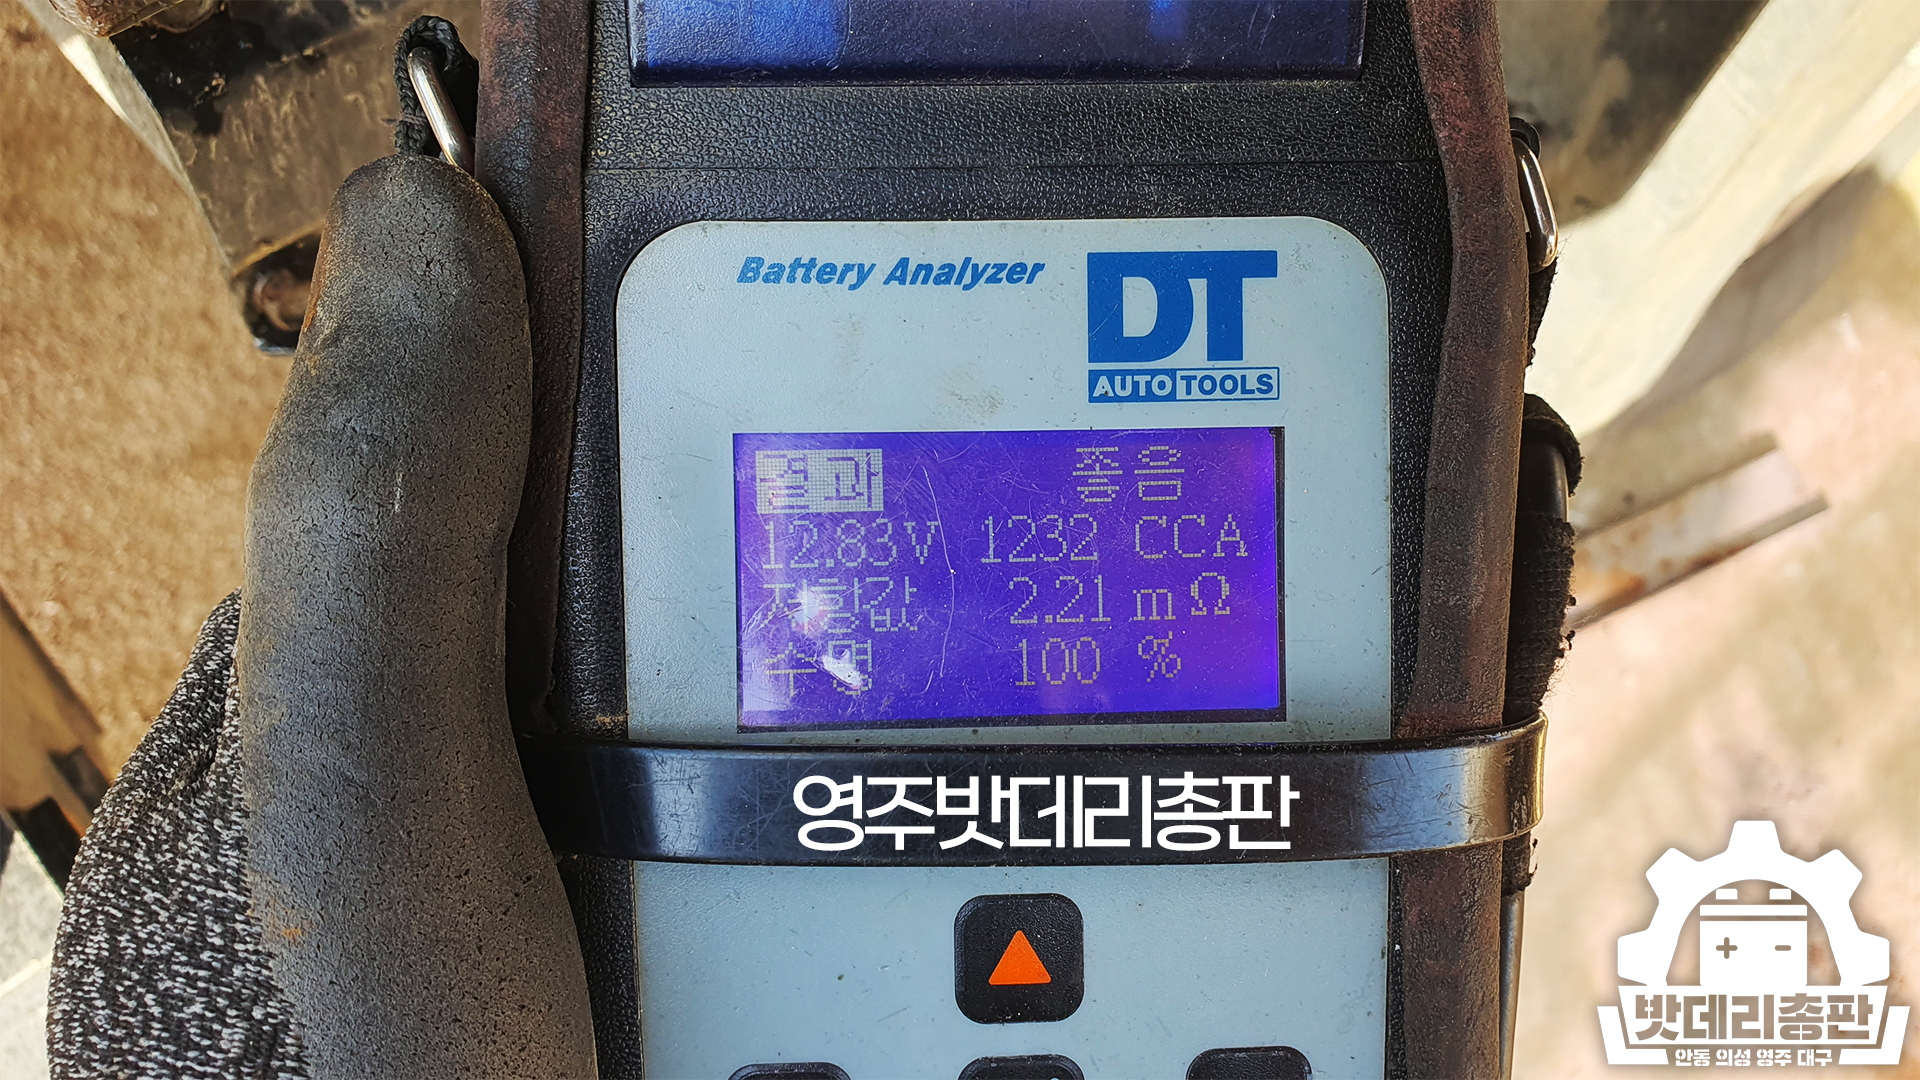 Battery Analyzer
DT
AUTO TOOLS
결과 좋음
12.83V 1232 CCA
저항값 2.21 mΩ
수명 100 %
영주밧데리총판
+ -
밧데리총판
안동 의성 영주 대구